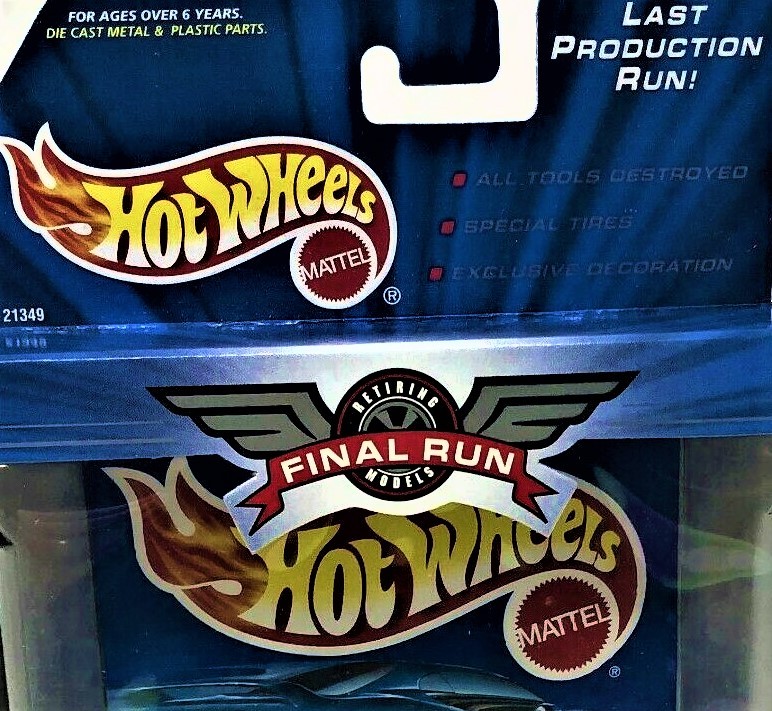 FOR AGES OVER 6 YEARS.
DIE CAST METAL & PLASTIC PARTS.
LAST
PRODUCTION
RUN!
ALL TOOLS DESTROYED
SPECIAL TIRES
EXCLUSIVE DECORATION
HOT WHEELS
MATTEL
®
21349
RETIRING
FINAL RUN
MODELS
HOT WHEELS
MATTEL
®